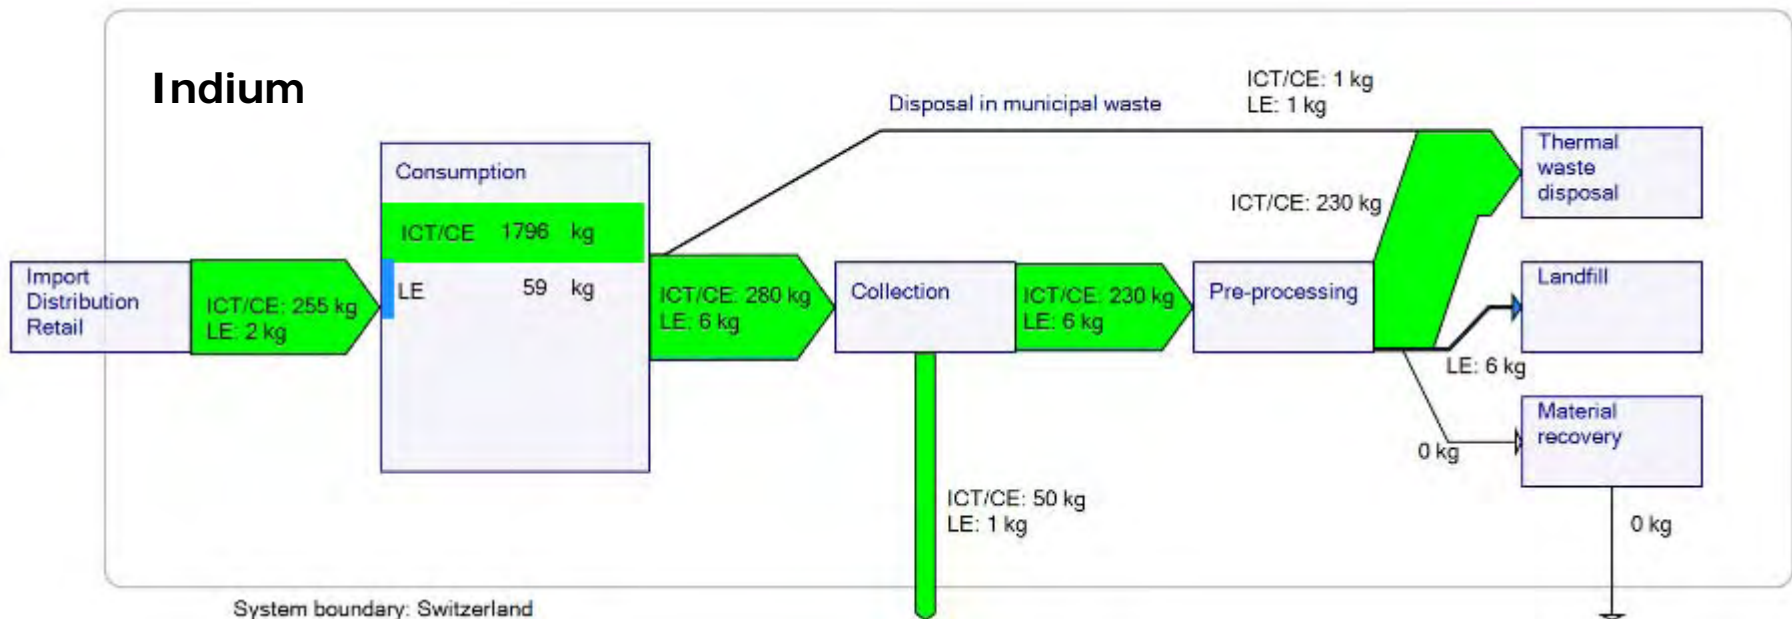 Indium
Import
Distribution
Retail
ICT/CE: 255 kg
LE: 2 kg
Consumption
ICT/CE 1796 kg
LE 59 kg
Disposal in municipal waste
ICT/CE: 1 kg
LE: 1 kg
ICT/CE: 280 kg
LE: 6 kg
Collection
ICT/CE: 230 kg
LE: 6 kg
Pre-processing
ICT/CE: 230 kg
Thermal
waste
disposal
Landfill
LE: 6 kg
Material
recovery
0 kg
0 kg
ICT/CE: 50 kg
LE: 1 kg
System boundary: Switzerland